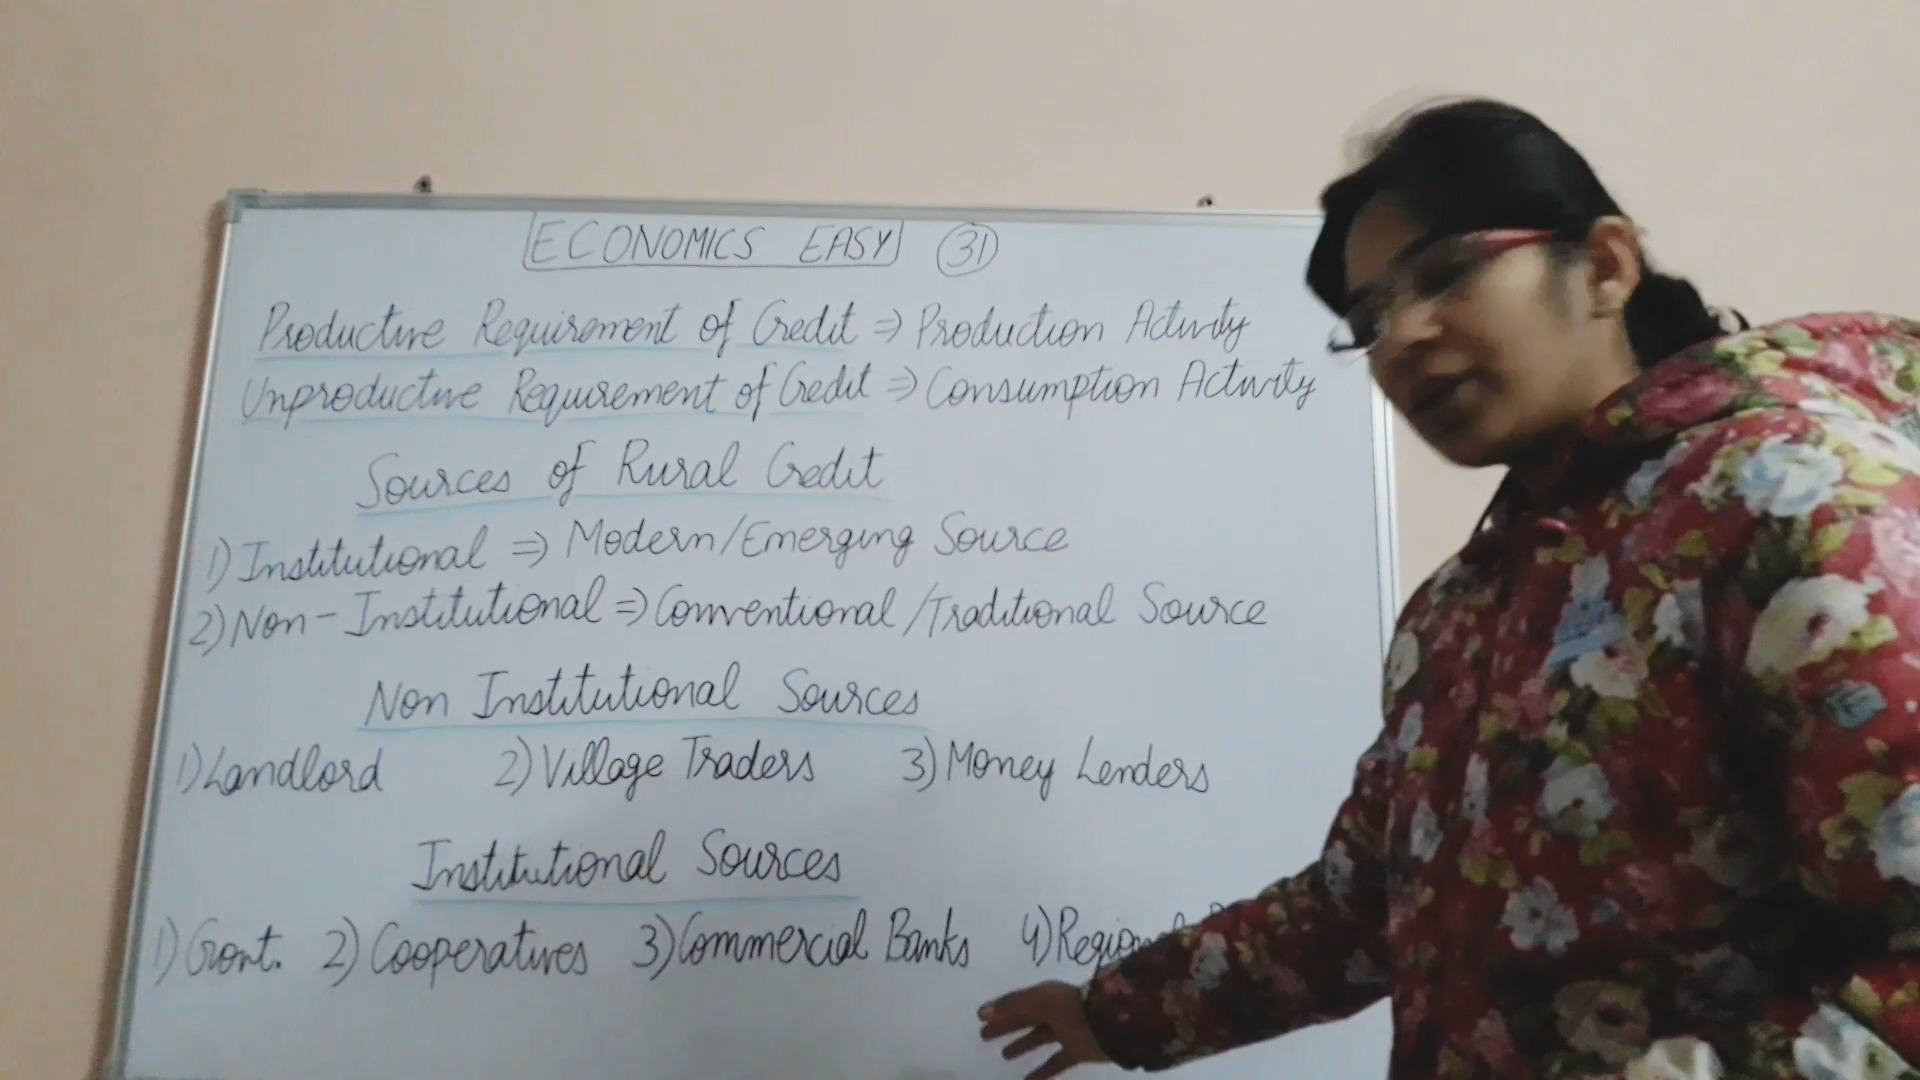 ECONOMICS EASY 31
Productive Requirement of Credit ⇒ Production Activity
Unproductive Requirement of Credit ⇒ Consumption Activity
Sources of Rural Credit
1) Institutional ⇒ Modern/Emerging Source
2) Non-Institutional ⇒ Conventional/Traditional Source
Non Institutional Sources
1) Landlord 2) Village Traders 3) Money Lenders
Institutional Sources
1) Govt. 2) Cooperatives 3) Commercial Banks 4)